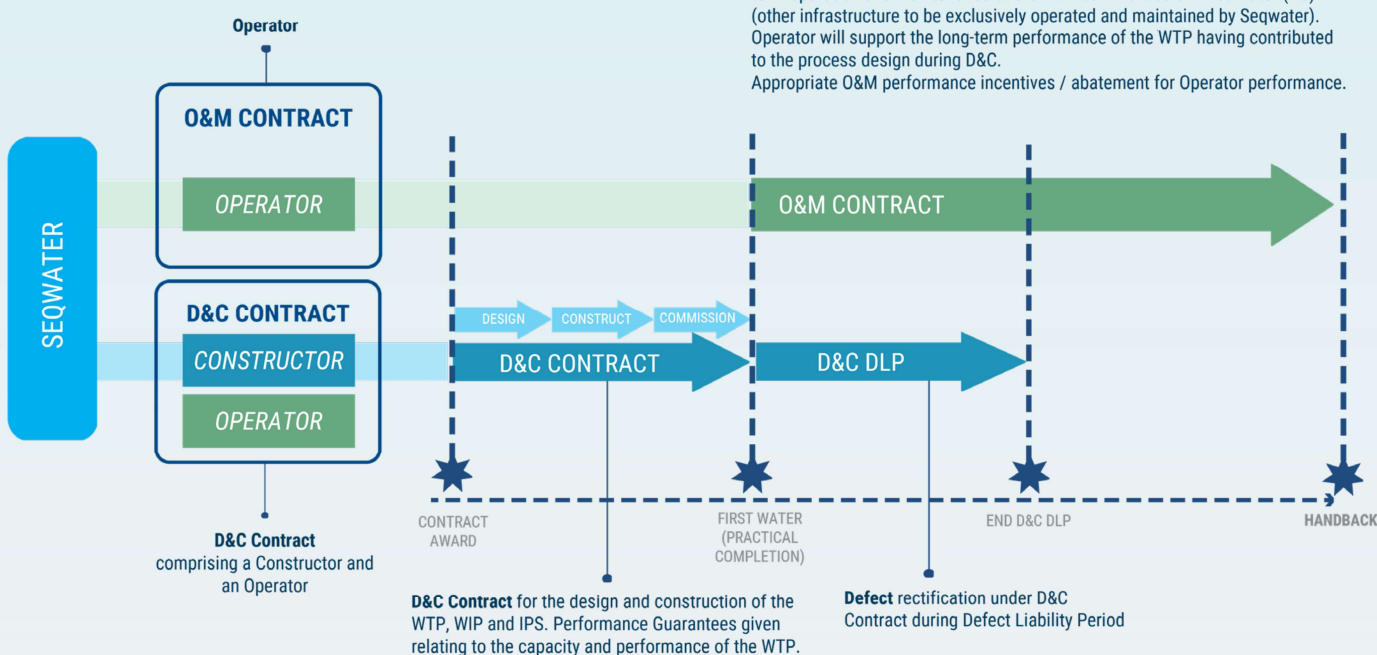 (other infrastructure to be exclusively operated and maintained by Seqwater).
Operator will support the long-term performance of the WTP having contributed
to the process design during D&C.
Appropriate O&M performance incentives / abatement for Operator performance.
Operator
O&M CONTRACT
OPERATOR
O&M CONTRACT
SEQWATER
D&C CONTRACT
CONSTRUCTOR
OPERATOR
DESIGN
CONSTRUCT
COMMISSION
D&C CONTRACT
D&C DLP
CONTRACT
AWARD
FIRST WATER
(PRACTICAL
COMPLETION)
END D&C DLP
HANDBACK
D&C Contract
comprising a Constructor and
an Operator
D&C Contract for the design and construction of the
WTP, WIP and IPS. Performance Guarantees given
relating to the capacity and performance of the WTP.
Defect rectification under D&C
Contract during Defect Liability Period